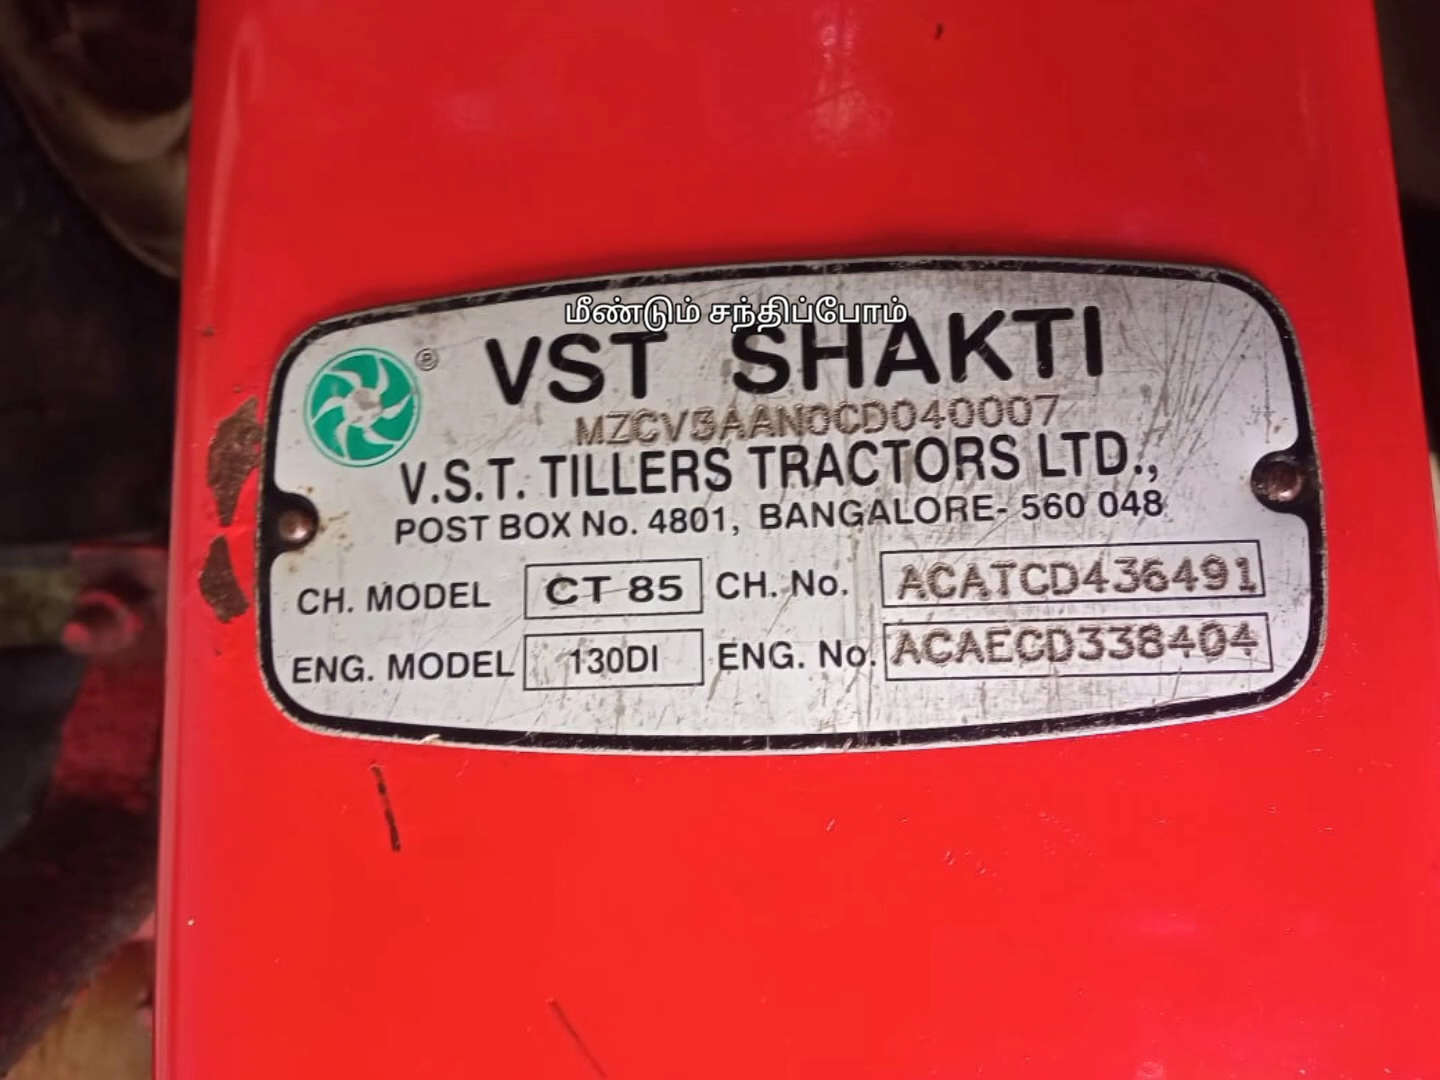 மீண்டும் சந்திப்போம்
®
VST SHAKTI
MZCV3AAN0CD040007
V.S.T. TILLERS TRACTORS LTD.,
POST BOX No. 4801, BANGALORE- 560 048
CH. MODEL CT 85 CH. No. ACATCD436491
ENG. MODEL 130DI ENG. No. ACAECD338404